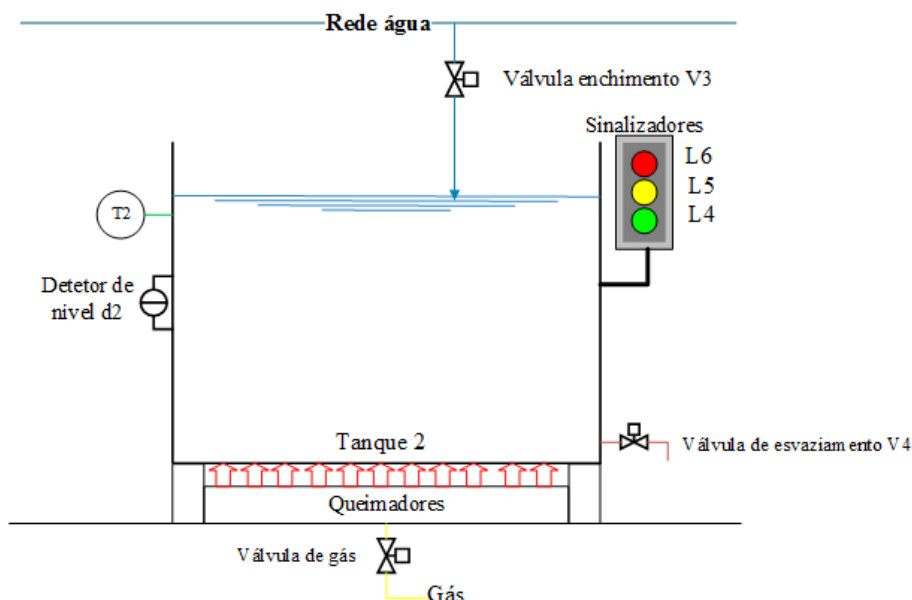 Rede água
Válvula enchimento V3
Sinalizadores
L6
L5
L4
T2
Detetor de
nivel d2
Tanque 2
Válvula de esvaziamento V4
Queimadores
Válvula de gás
Gás